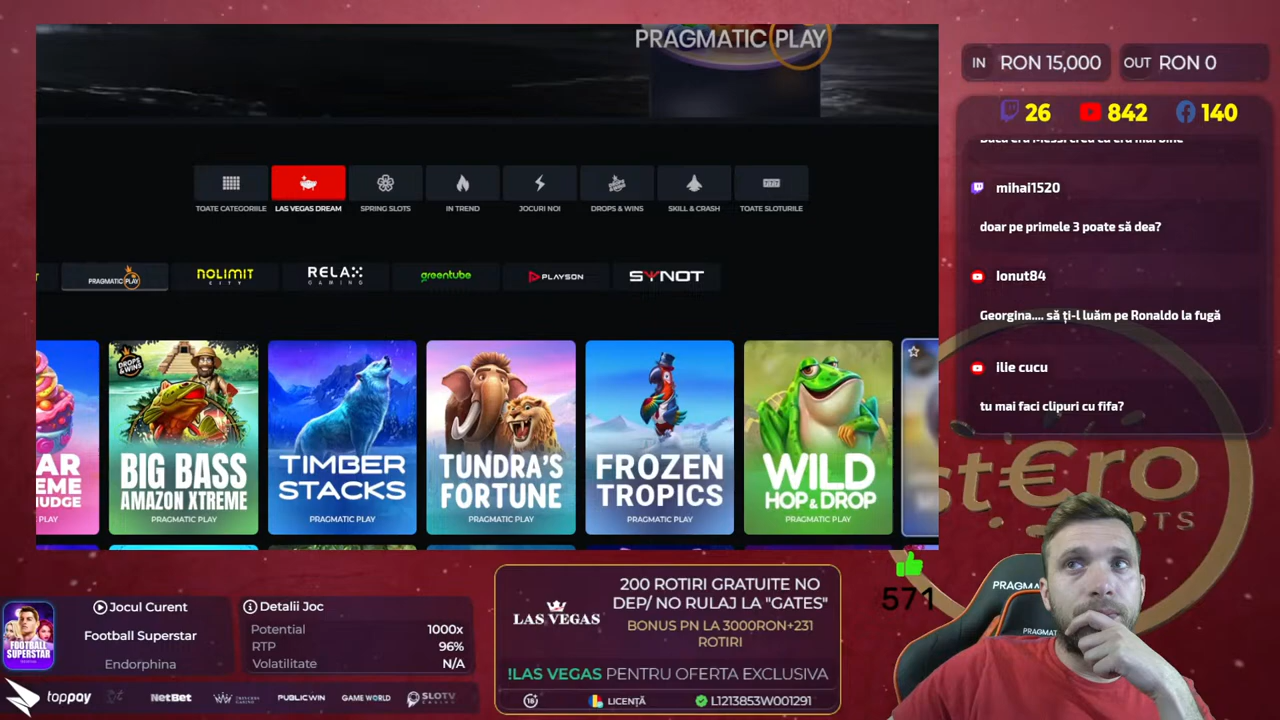 PRAGMATIC PLAY
IN RON 15,000
OUT RON 0
26
842
140
mihai1520
doar pe primele 3 poate să dea?
Ionut84
Georgina.... să ți-l luăm pe Ronaldo la fugă
ilie cucu
tu mai faci clipuri cu fifa?
TOATE CATEGORIILE
LAS VEGAS DREAM
SPRING SLOTS
IN TREND
JOCURI NOI
DROPS & WINS
SKILL & CRASH
TOATE SLOTURILE
PRAGMATIC PLAY
NOLIMIT CITY
RELAX GAMING
greentube
PLAYSON
SYNOT
DROPS & WINS
BIG BASS
AMAZON XTREME
PRAGMATIC PLAY
TIMBER
STACKS
PRAGMATIC PLAY
TUNDRA'S
FORTUNE
PRAGMATIC PLAY
FROZEN
TROPICS
PRAGMATIC PLAY
WILD
HOP & DROP
PRAGMATIC PLAY
571
FOOTBALL
SUPERSTAR
Jocul Curent
Football Superstar
Endorphina
Detalii Joc
Potential 1000x
RTP 96%
Volatilitate N/A
LAS VEGAS
200 ROTIRI GRATUITE NO
DEP/ NO RULAJ LA "GATES"
BONUS PN LA 3000RON+231
ROTIRI
!LAS VEGAS PENTRU OFERTA EXCLUSIVA
18
LICENȚĂ
L1213853W001291
toppay
NetBet
PUBLICWIN
GAME WORLD
SLOTV
CASINO